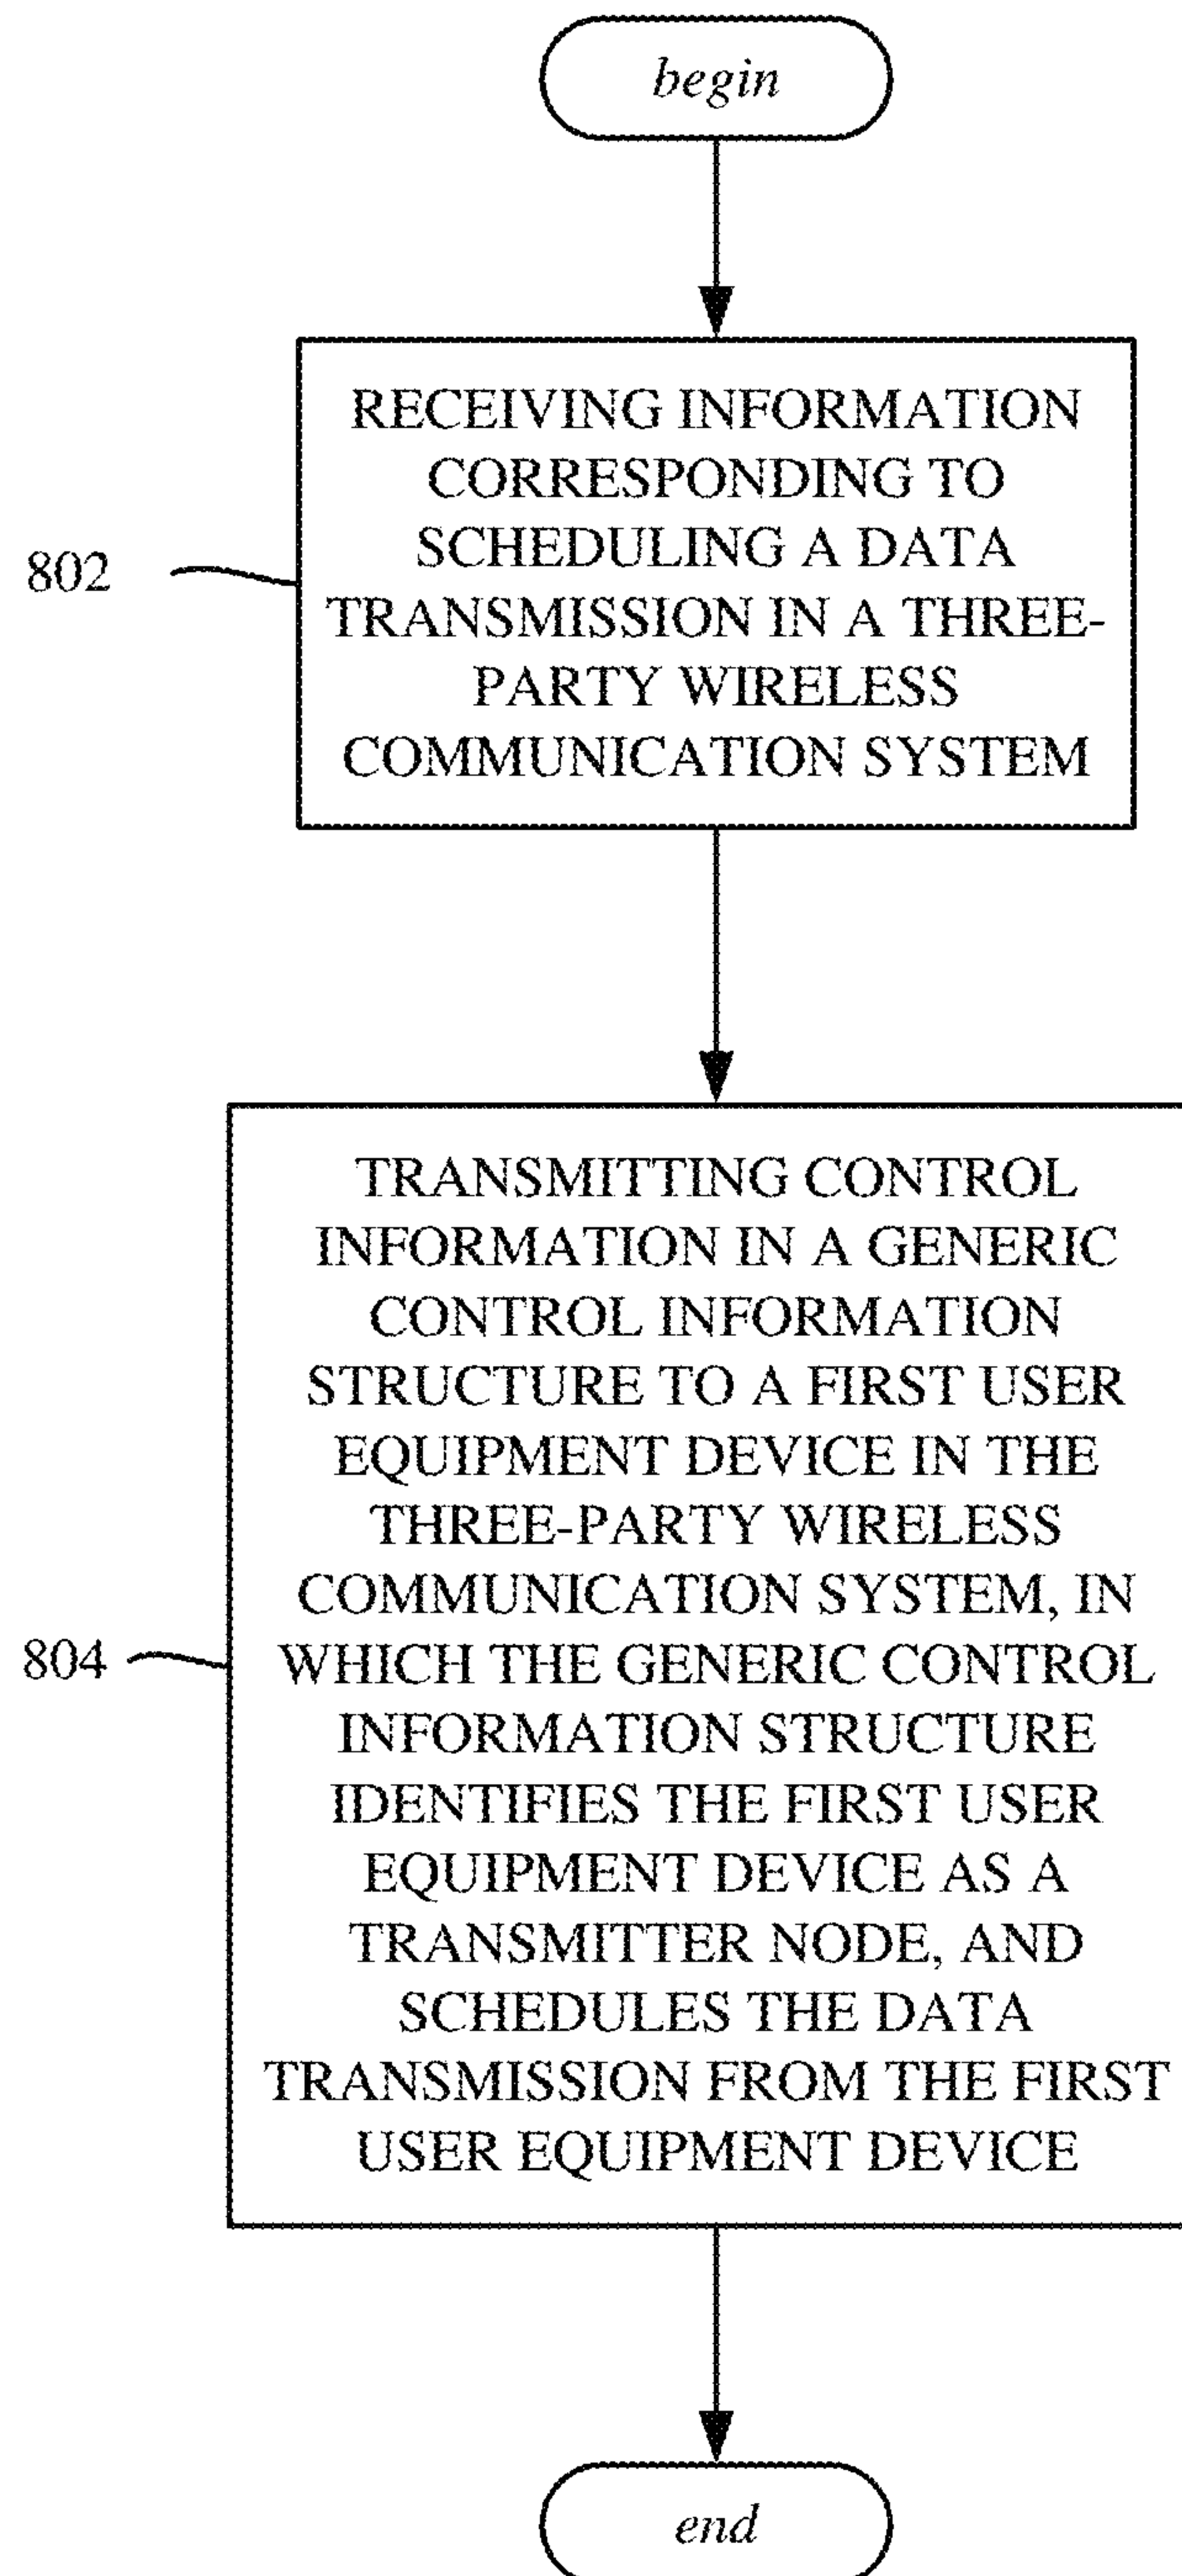 begin
RECEIVING INFORMATION
CORRESPONDING TO
SCHEDULING A DATA
TRANSMISSION IN A THREE-
PARTY WIRELESS
COMMUNICATION SYSTEM
802
TRANSMITTING CONTROL
INFORMATION IN A GENERIC
CONTROL INFORMATION
STRUCTURE TO A FIRST USER
EQUIPMENT DEVICE IN THE
THREE-PARTY WIRELESS
COMMUNICATION SYSTEM, IN
WHICH THE GENERIC CONTROL
INFORMATION STRUCTURE
IDENTIFIES THE FIRST USER
EQUIPMENT DEVICE AS A
TRANSMITTER NODE, AND
SCHEDULES THE DATA
TRANSMISSION FROM THE FIRST
USER EQUIPMENT DEVICE
804
end